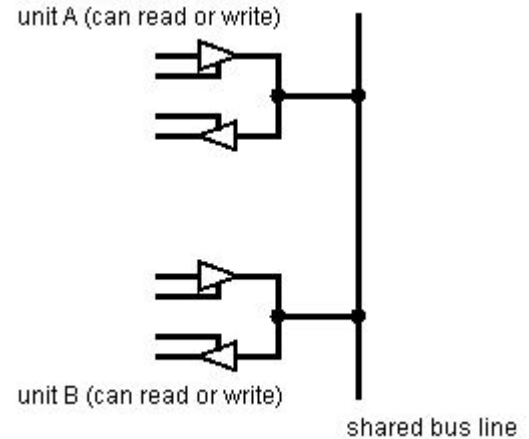 unit A (can read or write)
unit B (can read or write)
shared bus line